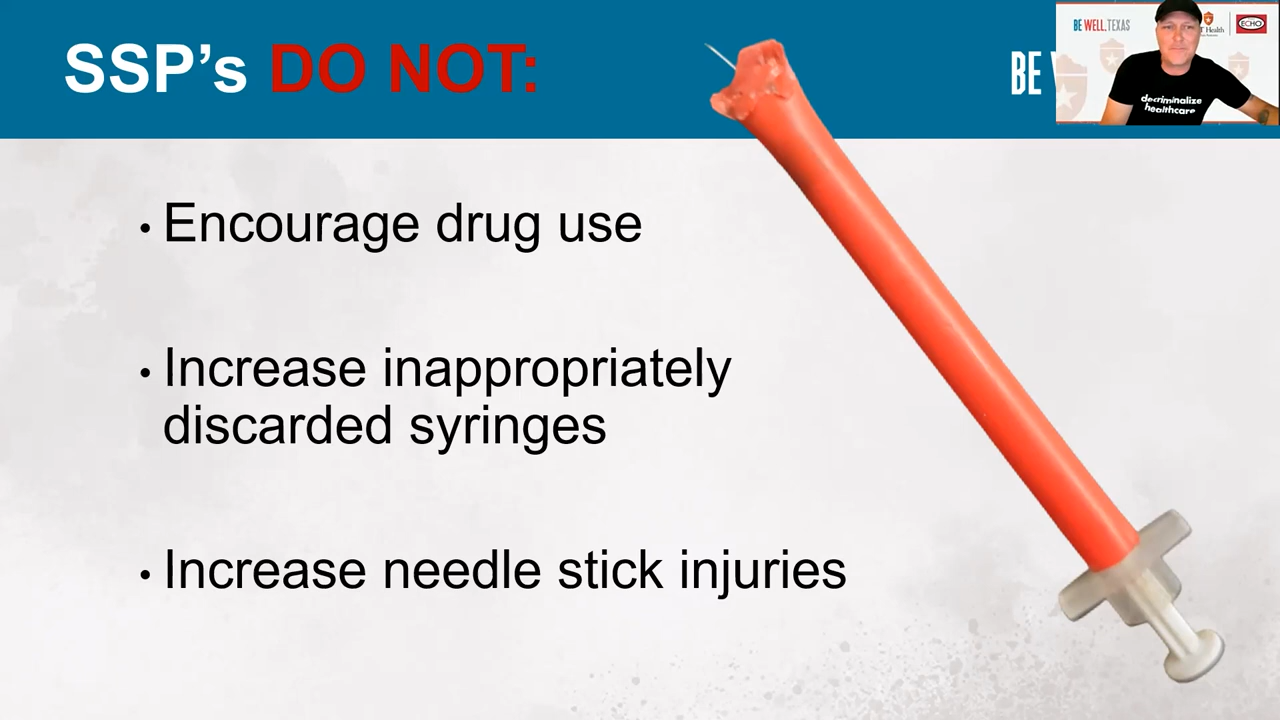 SSP’s DO NOT:
BE
BE WELL.TEXAS
Health
ECHO
decriminalize
healthcare
• Encourage drug use
• Increase inappropriately
discarded syringes
• Increase needle stick injuries